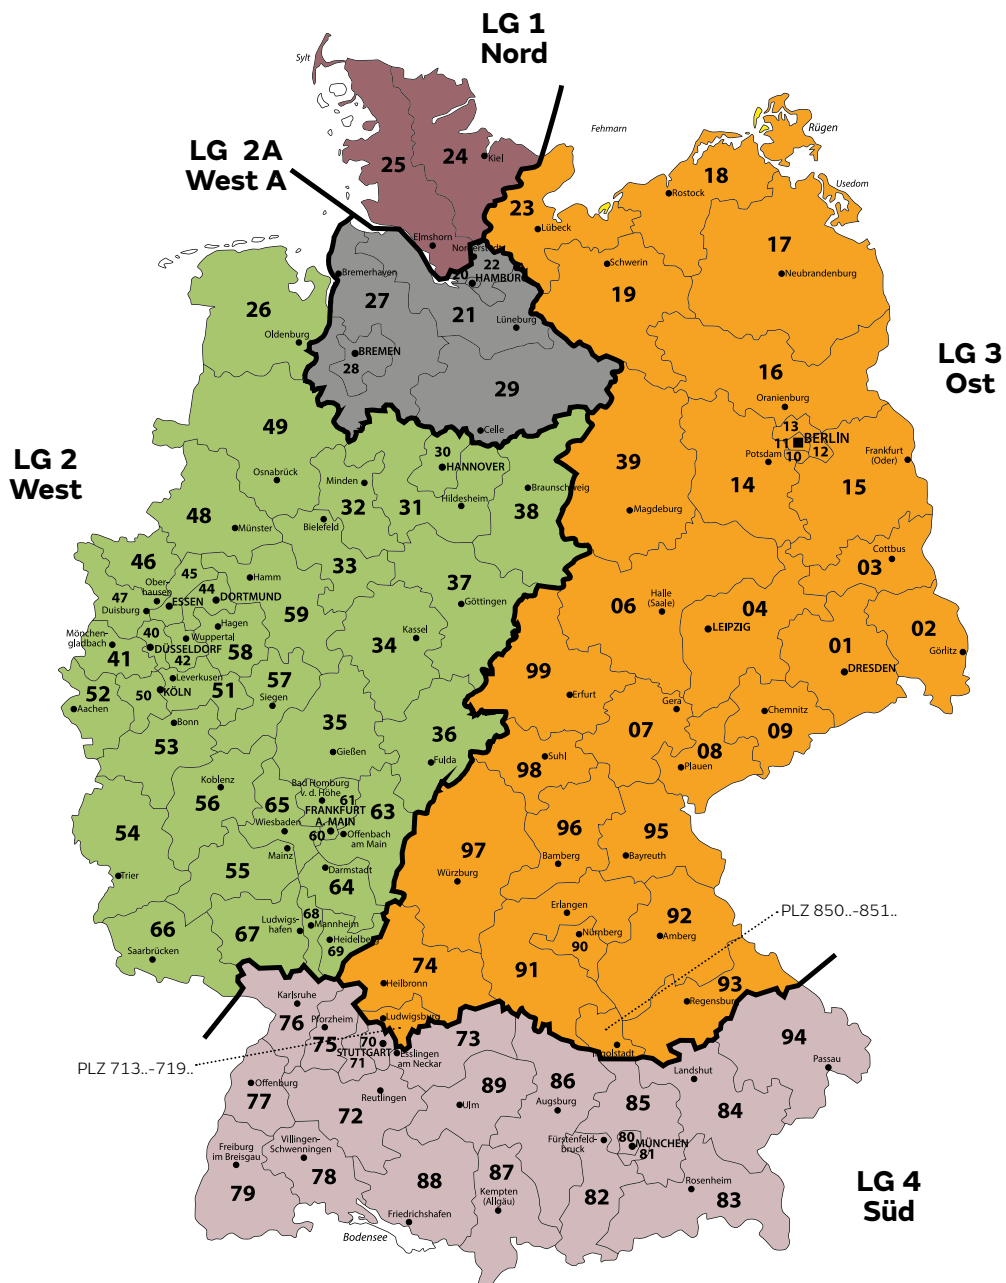 LG 1
Nord
Sylt
Fehmarn
Rügen
LG 2A
West A
25
24
Kiel
18
Usedom
Rostock
23
Lübeck
Elmshorn
Norderstedt
17
22
20
HAMBURG
Schwerin
Neubrandenburg
Bremerhaven
27
19
26
21
Lüneburg
Oldenburg
BREMEN
28
LG 3
Ost
16
29
Oranienburg
49
Celle
13
BERLIN
11
10
12
30
HANNOVER
39
Potsdam
Frankfurt
(Oder)
LG 2
West
Osnabrück
Minden
14
15
Braunschweig
Hildesheim
32
31
38
48
Münster
Bielefeld
Magdeburg
46
33
Cottbus
03
45
Ober-
hausen
Hamm
37
47
44
ESSEN
DORTMUND
Duisburg
Göttingen
06
Halle
(Saale)
04
59
Hagen
LEIPZIG
02
Mönchen-
gladbach
40
Wuppertal
Kassel
34
01
DÜSSELDORF
42
58
41
Görlitz
DRESDEN
99
57
Leverkusen
52
50
KÖLN
51
Siegen
Erfurt
Gera
Aachen
Chemnitz
Bonn
35
36
07
09
53
Gießen
08
Fulda
Suhl
98
Plauen
Koblenz
Bad Homburg
v. d. Höhe
56
65
61
63
FRANKFURT
A. MAIN
Wiesbaden
60
Offenbach
am Main
54
96
95
97
Mainz
Bamberg
Bayreuth
Trier
55
Darmstadt
Würzburg
64
Erlangen
PLZ 850..-851..
68
92
66
67
Ludwigs-
hafen
Mannheim
Nürnberg
90
Amberg
Saarbrücken
Heidelberg
69
74
91
Heilbronn
93
Regensburg
Karlsruhe
76
Pforzheim
Ludwigsburg
94
75
70
STUTTGART
71
Esslingen
am Neckar
73
Ingolstadt
PLZ 713..-719..
Passau
Landshut
Offenburg
77
Reutlingen
89
86
72
Ulm
Augsburg
85
84
Villingen-
Schwenningen
Fürstenfeld-
bruck
80
MÜNCHEN
81
Freiburg
im Breisgau
78
88
87
79
Kempten
(Allgäu)
82
Rosenheim
83
LG 4
Süd
Friedrichshafen
Bodensee